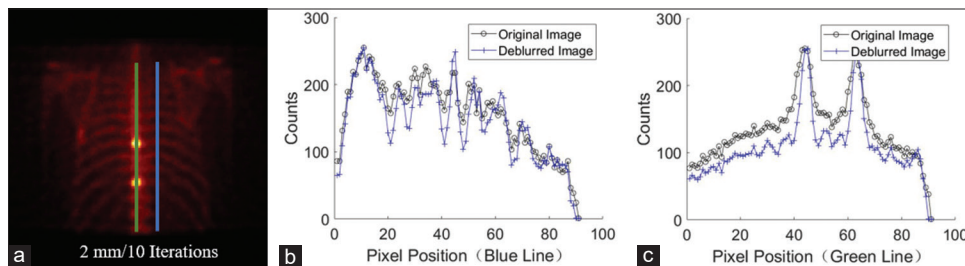 2 mm/10 Iterations
a
300
200
100
0
Counts
Original Image
Deblurred Image
0 20 40 60 80 100
Pixel Position（Blue Line）
b
300
200
100
0
Counts
Original Image
Deblurred Image
0 20 40 60 80 100
Pixel Position（Green Line）
c